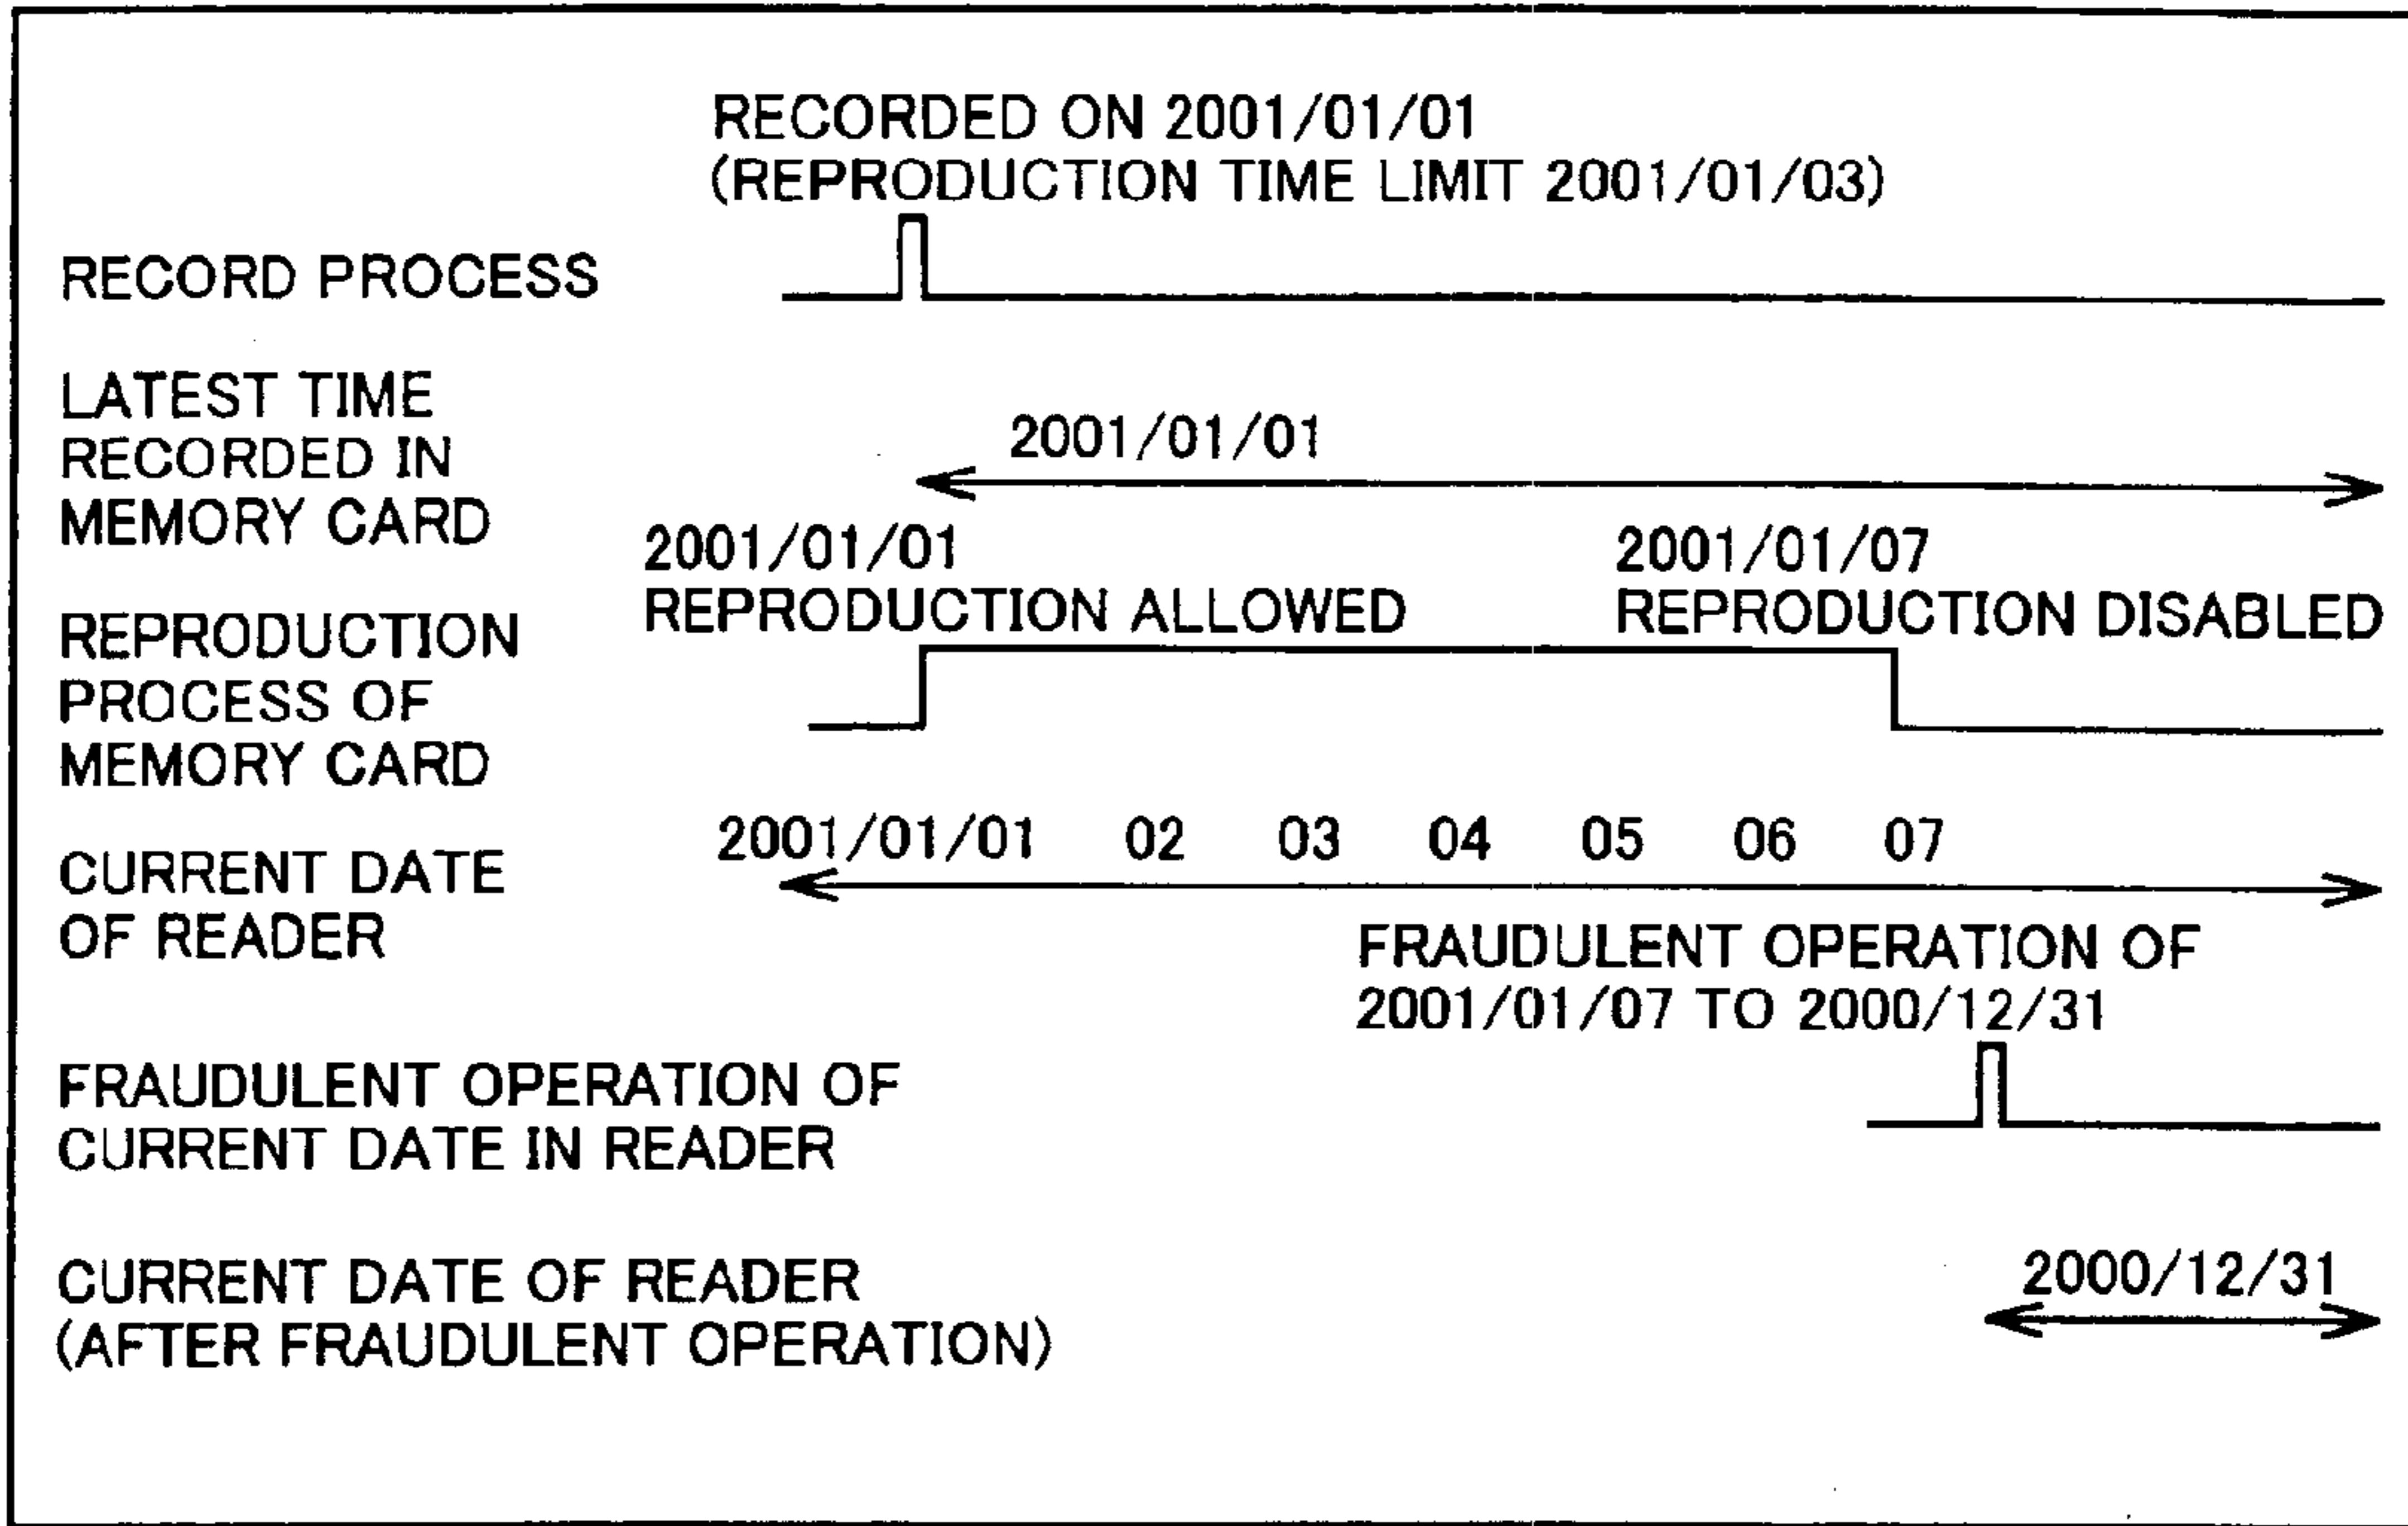 RECORDED ON 2001/01/01
(REPRODUCTION TIME LIMIT 2001/01/03)
RECORD PROCESS
LATEST TIME
RECORDED IN
MEMORY CARD
2001/01/01
2001/01/01
REPRODUCTION ALLOWED
2001/01/07
REPRODUCTION DISABLED
REPRODUCTION
PROCESS OF
MEMORY CARD
2001/01/01 02 03 04 05 06 07
CURRENT DATE
OF READER
FRAUDULENT OPERATION OF
2001/01/07 TO 2000/12/31
FRAUDULENT OPERATION OF
CURRENT DATE IN READER
2000/12/31
CURRENT DATE OF READER
(AFTER FRAUDULENT OPERATION)